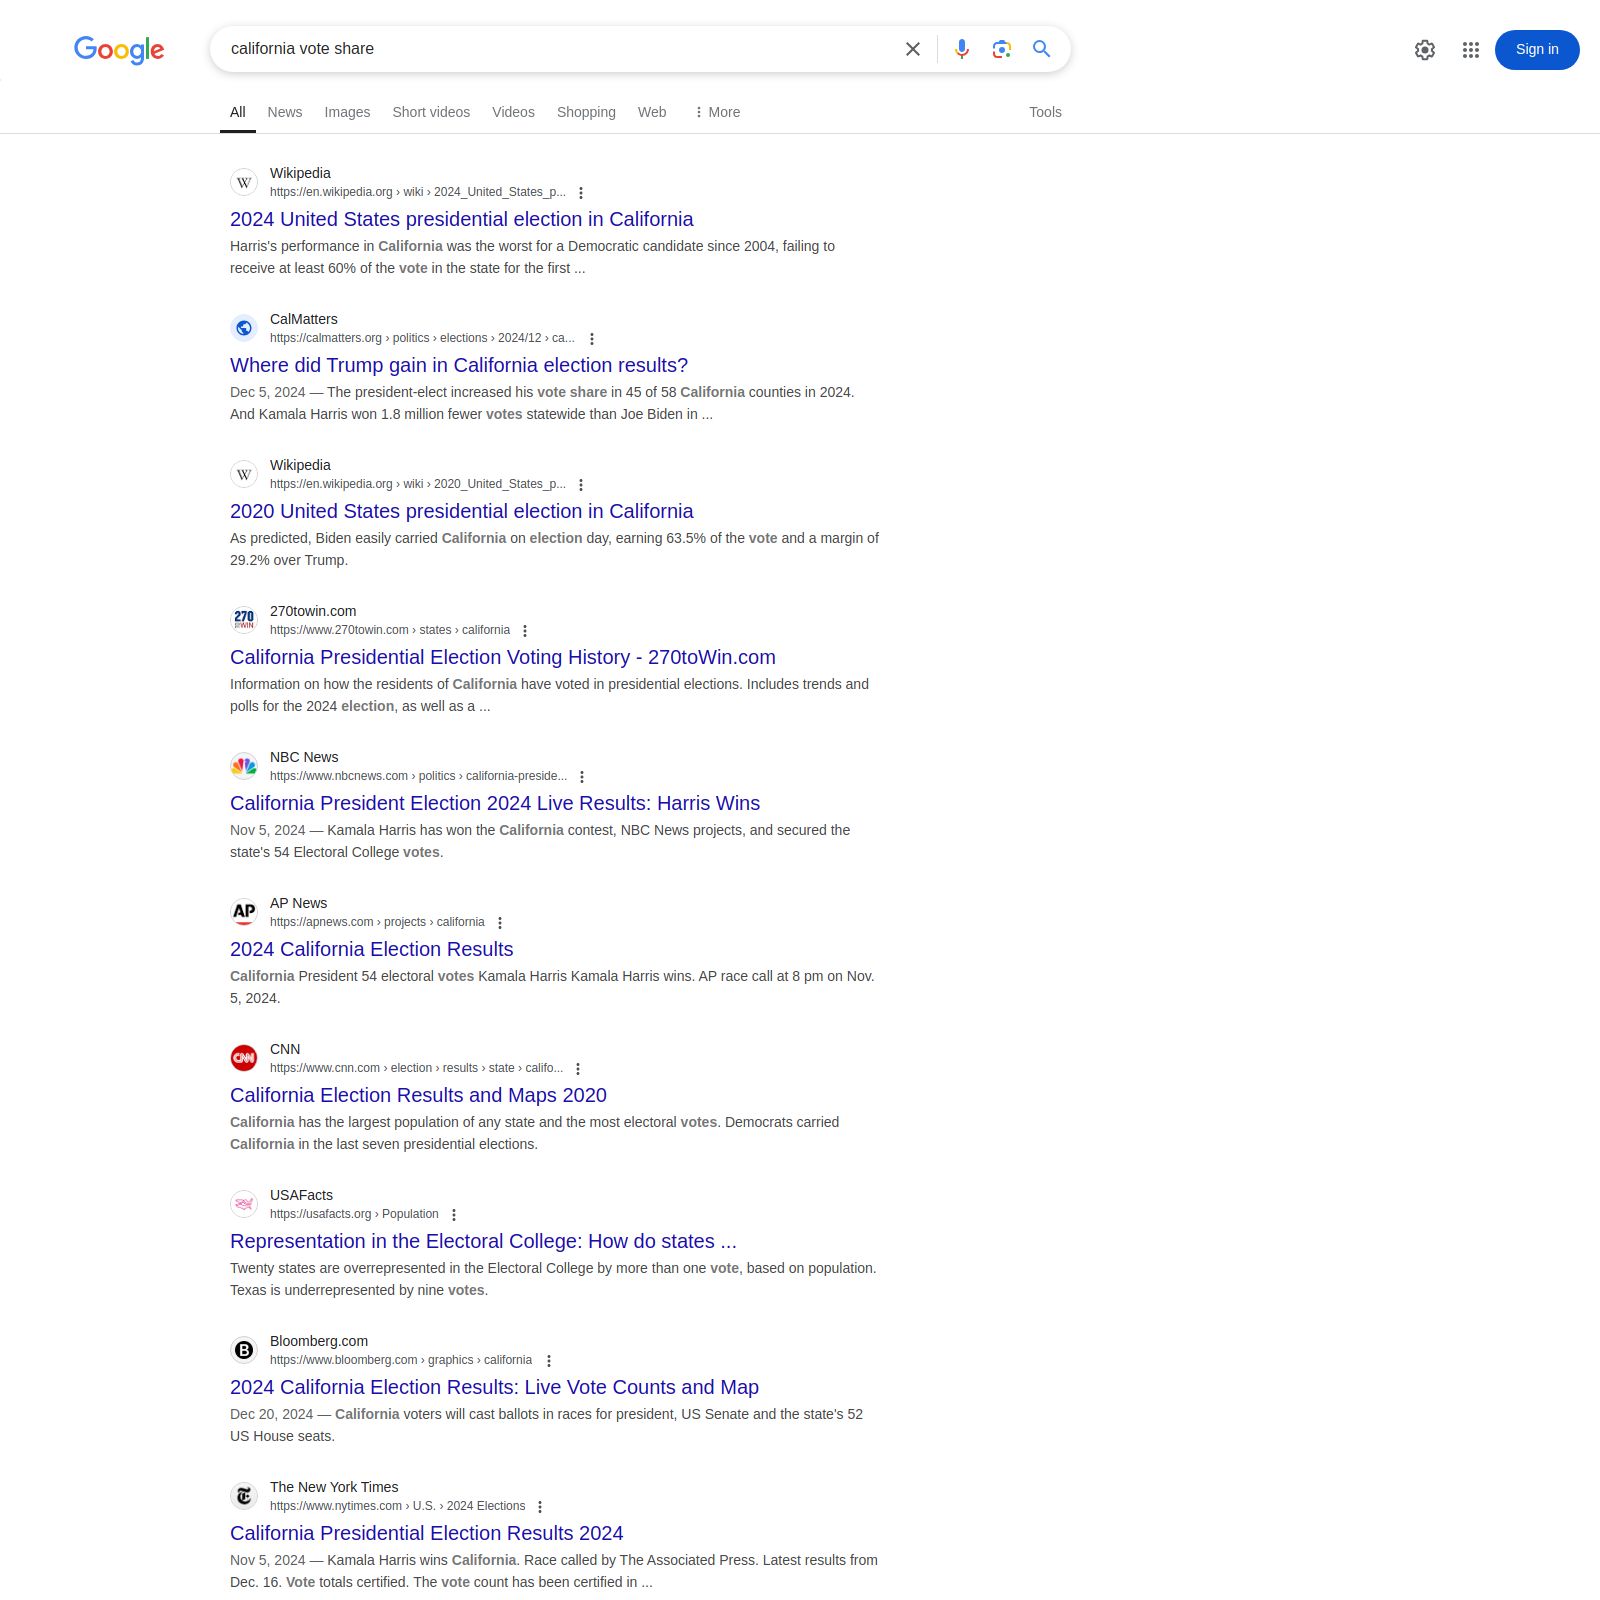 Google
california vote share
Sign in
All News Images Short videos Videos Shopping Web More Tools
W
Wikipedia
https://en.wikipedia.org › wiki › 2024_United_States_p...
2024 United States presidential election in California
Harris's performance in California was the worst for a Democratic candidate since 2004, failing to
receive at least 60% of the vote in the state for the first ...
CalMatters
https://calmatters.org › politics › elections › 2024/12 › ca...
Where did Trump gain in California election results?
Dec 5, 2024 — The president-elect increased his vote share in 45 of 58 California counties in 2024.
And Kamala Harris won 1.8 million fewer votes statewide than Joe Biden in ...
W
Wikipedia
https://en.wikipedia.org › wiki › 2020_United_States_p...
2020 United States presidential election in California
As predicted, Biden easily carried California on election day, earning 63.5% of the vote and a margin of
29.2% over Trump.
270
TO WIN
270towin.com
https://www.270towin.com › states › california
California Presidential Election Voting History - 270toWin.com
Information on how the residents of California have voted in presidential elections. Includes trends and
polls for the 2024 election, as well as a ...
NBC News
https://www.nbcnews.com › politics › california-preside...
California President Election 2024 Live Results: Harris Wins
Nov 5, 2024 — Kamala Harris has won the California contest, NBC News projects, and secured the
state's 54 Electoral College votes.
AP
AP News
https://apnews.com › projects › california
2024 California Election Results
California President 54 electoral votes Kamala Harris Kamala Harris wins. AP race call at 8 pm on Nov.
5, 2024.
CNN
CNN
https://www.cnn.com › election › results › state › califo...
California Election Results and Maps 2020
California has the largest population of any state and the most electoral votes. Democrats carried
California in the last seven presidential elections.
USAFacts
https://usafacts.org › Population
Representation in the Electoral College: How do states ...
Twenty states are overrepresented in the Electoral College by more than one vote, based on population.
Texas is underrepresented by nine votes.
B
Bloomberg.com
https://www.bloomberg.com › graphics › california
2024 California Election Results: Live Vote Counts and Map
Dec 20, 2024 — California voters will cast ballots in races for president, US Senate and the state's 52
US House seats.
T
The New York Times
https://www.nytimes.com › U.S. › 2024 Elections
California Presidential Election Results 2024
Nov 5, 2024 — Kamala Harris wins California. Race called by The Associated Press. Latest results from
Dec. 16. Vote totals certified. The vote count has been certified in ...